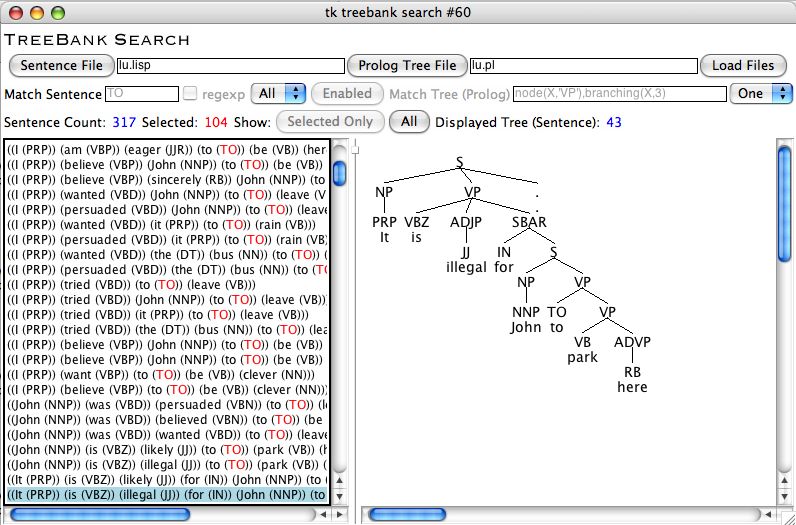 tk treebank search #60
TREEBANK SEARCH
Sentence File lu.lisp Prolog Tree File lu.pl Load Files
Match Sentence TO regexp All Enabled Match Tree (Prolog) node(X,'VP'),branching(X,3) One
Sentence Count: 317 Selected: 104 Show: Selected Only All Displayed Tree (Sentence): 43
((I (PRP)) (am (VBP)) (eager (JJR)) (to (TO)) (be (VB)) (her
((I (PRP)) (believe (VBP)) (John (NNP)) (to (TO)) (be (VB))
((I (PRP)) (believe (VBP)) (sincerely (RB)) (John (NNP)) (to
((I (PRP)) (wanted (VBD)) (John (NNP)) (to (TO)) (leave (V
((I (PRP)) (persuaded (VBD)) (John (NNP)) (to (TO)) (leave
((I (PRP)) (wanted (VBD)) (it (PRP)) (to (TO)) (rain (VB)))
((I (PRP)) (persuaded (VBD)) (it (PRP)) (to (TO)) (rain (VB
((I (PRP)) (wanted (VBD)) (the (DT)) (bus (NN)) (to (TO)) (
((I (PRP)) (persuaded (VBD)) (the (DT)) (bus (NN)) (to (TO
((I (PRP)) (tried (VBD)) (to (TO)) (leave (VB)))
((I (PRP)) (tried (VBD)) (John (NNP)) (to (TO)) (leave (VB))
((I (PRP)) (tried (VBD)) (it (PRP)) (to (TO)) (leave (VB)))
((I (PRP)) (tried (VBD)) (the (DT)) (bus (NN)) (to (TO)) (lea
((I (PRP)) (believe (VBP)) (John (NNP)) (to (TO)) (be (VB))
((I (PRP)) (believe (VBP)) (John (NNP)) (to (TO)) (be (VB))
((I (PRP)) (want (VBP)) (to (TO)) (be (VB)) (clever (NN)))
((I (PRP)) (believe (VBP)) (to (TO)) (be (VB)) (clever (NN)))
((John (NNP)) (was (VBD)) (persuaded (VBN)) (to (TO)) (le
((John (NNP)) (was (VBD)) (believed (VBN)) (to (TO)) (be
((John (NNP)) (was (VBD)) (wanted (VBD)) (to (TO)) (leave
((John (NNP)) (is (VBZ)) (likely (JJ)) (to (TO)) (park (VB)) (h
((John (NNP)) (is (VBZ)) (illegal (JJ)) (to (TO)) (park (VB)) (
((It (PRP)) (is (VBZ)) (likely (JJ)) (for (IN)) (John (NNP)) (to (
((It (PRP)) (is (VBZ)) (illegal (JJ)) (for (IN)) (John (NNP)) (to
S
NP VP .
PRP VBZ ADJP SBAR .
It is JJ IN S
illegal for NP VP
NNP TO VP
John to VB ADVP
park RB
here